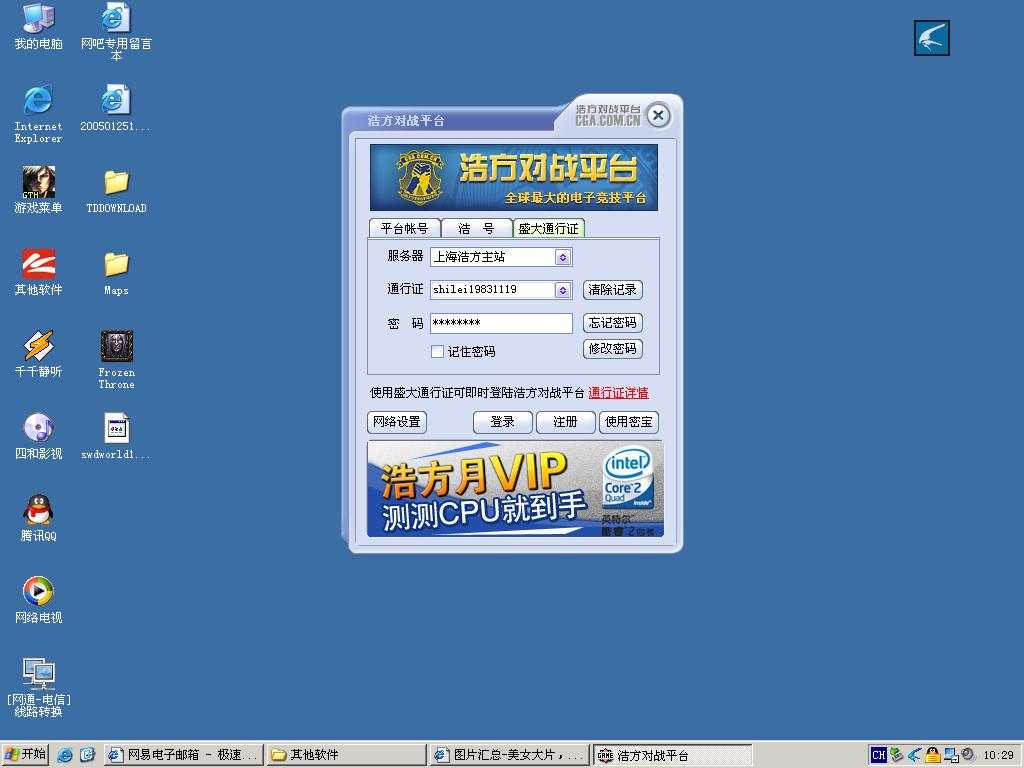 我的电脑
网吧专用留言
本
Internet
Explorer
200501251...
GTH
游戏菜单
TDDOWNLOAD
其他软件
Maps
千千静听
Frozen
Throne
四和影视
swdworld1...
腾讯QQ
网络电视
[网通-电信]
线路转换
浩方对战平台
浩方对战平台
CGA.COM.CN
CGA.COM.CN
浩方对战平台
全球最大的电子竞技平台
平台帐号
浩 号
盛大通行证
服务器
上海浩方主站
通行证
shilei19831119
清除记录
密 码
********
忘记密码
记住密码
修改密码
使用盛大通行证可即时登陆浩方对战平台 通行证详情
网络设置
登录
注册
使用密宝
浩方月VIP
测测CPU就到手
intel
Core 2
Quad
inside
英特尔
酷睿 2四核
开始
网易电子邮箱 - 极速...
其他软件
图片汇总-美女大片，...
浩方对战平台
CH
10:29